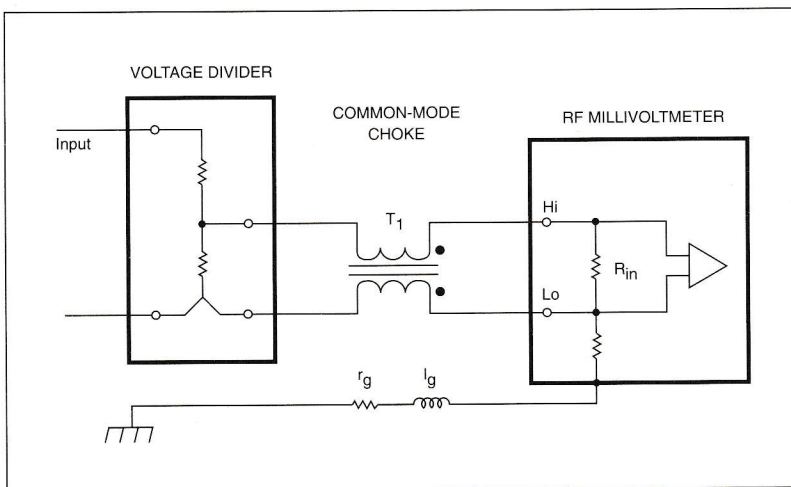 VOLTAGE DIVIDER
COMMON-MODE
CHOKE
RF MILLIVOLTMETER
Input
T1
Hi
Rin
Lo
rg
lg